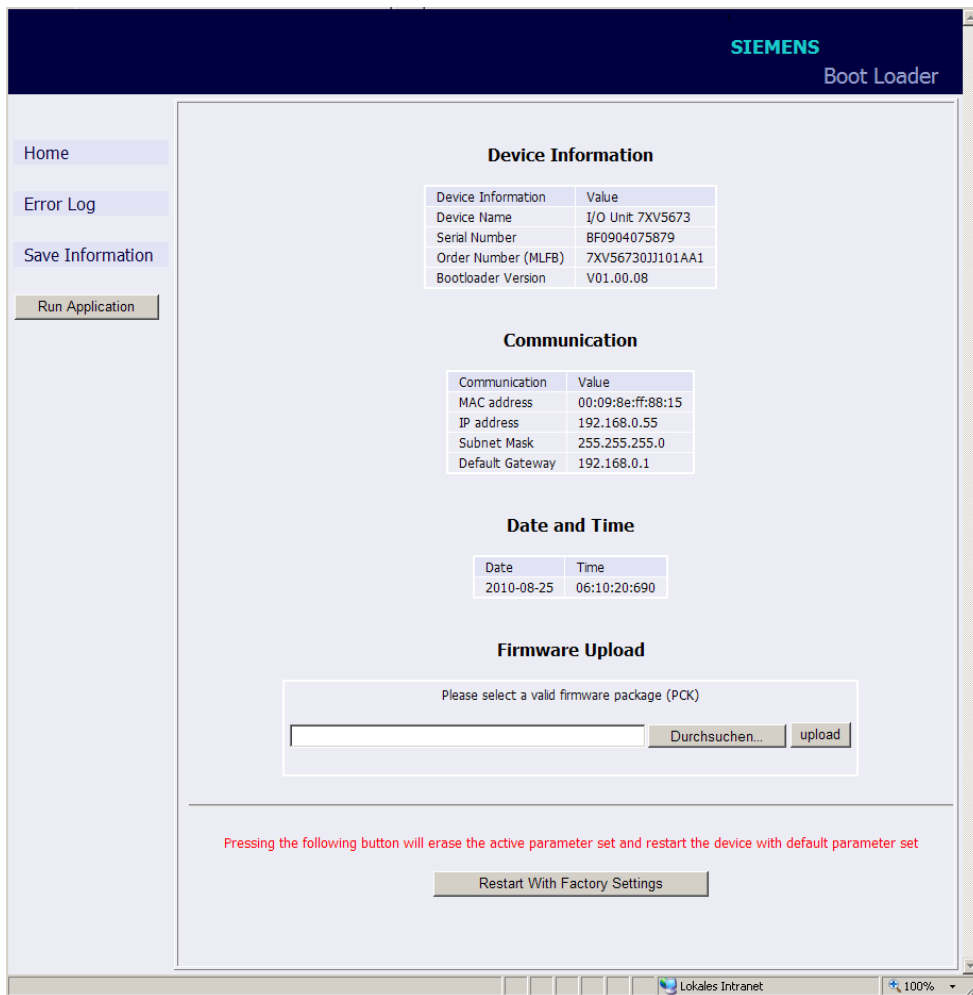 SIEMENS
Boot Loader
Home
Error Log
Save Information
Run Application
Device Information
Device Information Value
Device Name I/O Unit 7XV5673
Serial Number BF0904075879
Order Number (MLFB) 7XV56730JJ101AA1
Bootloader Version V01.00.08
Communication
Communication Value
MAC address 00:09:8e:ff:88:15
IP address 192.168.0.55
Subnet Mask 255.255.255.0
Default Gateway 192.168.0.1
Date and Time
Date Time
2010-08-25 06:10:20:690
Firmware Upload
Please select a valid firmware package (PCK)
Durchsuchen... upload
Pressing the following button will erase the active parameter set and restart the device with default parameter set
Restart With Factory Settings
Lokales Intranet 100%